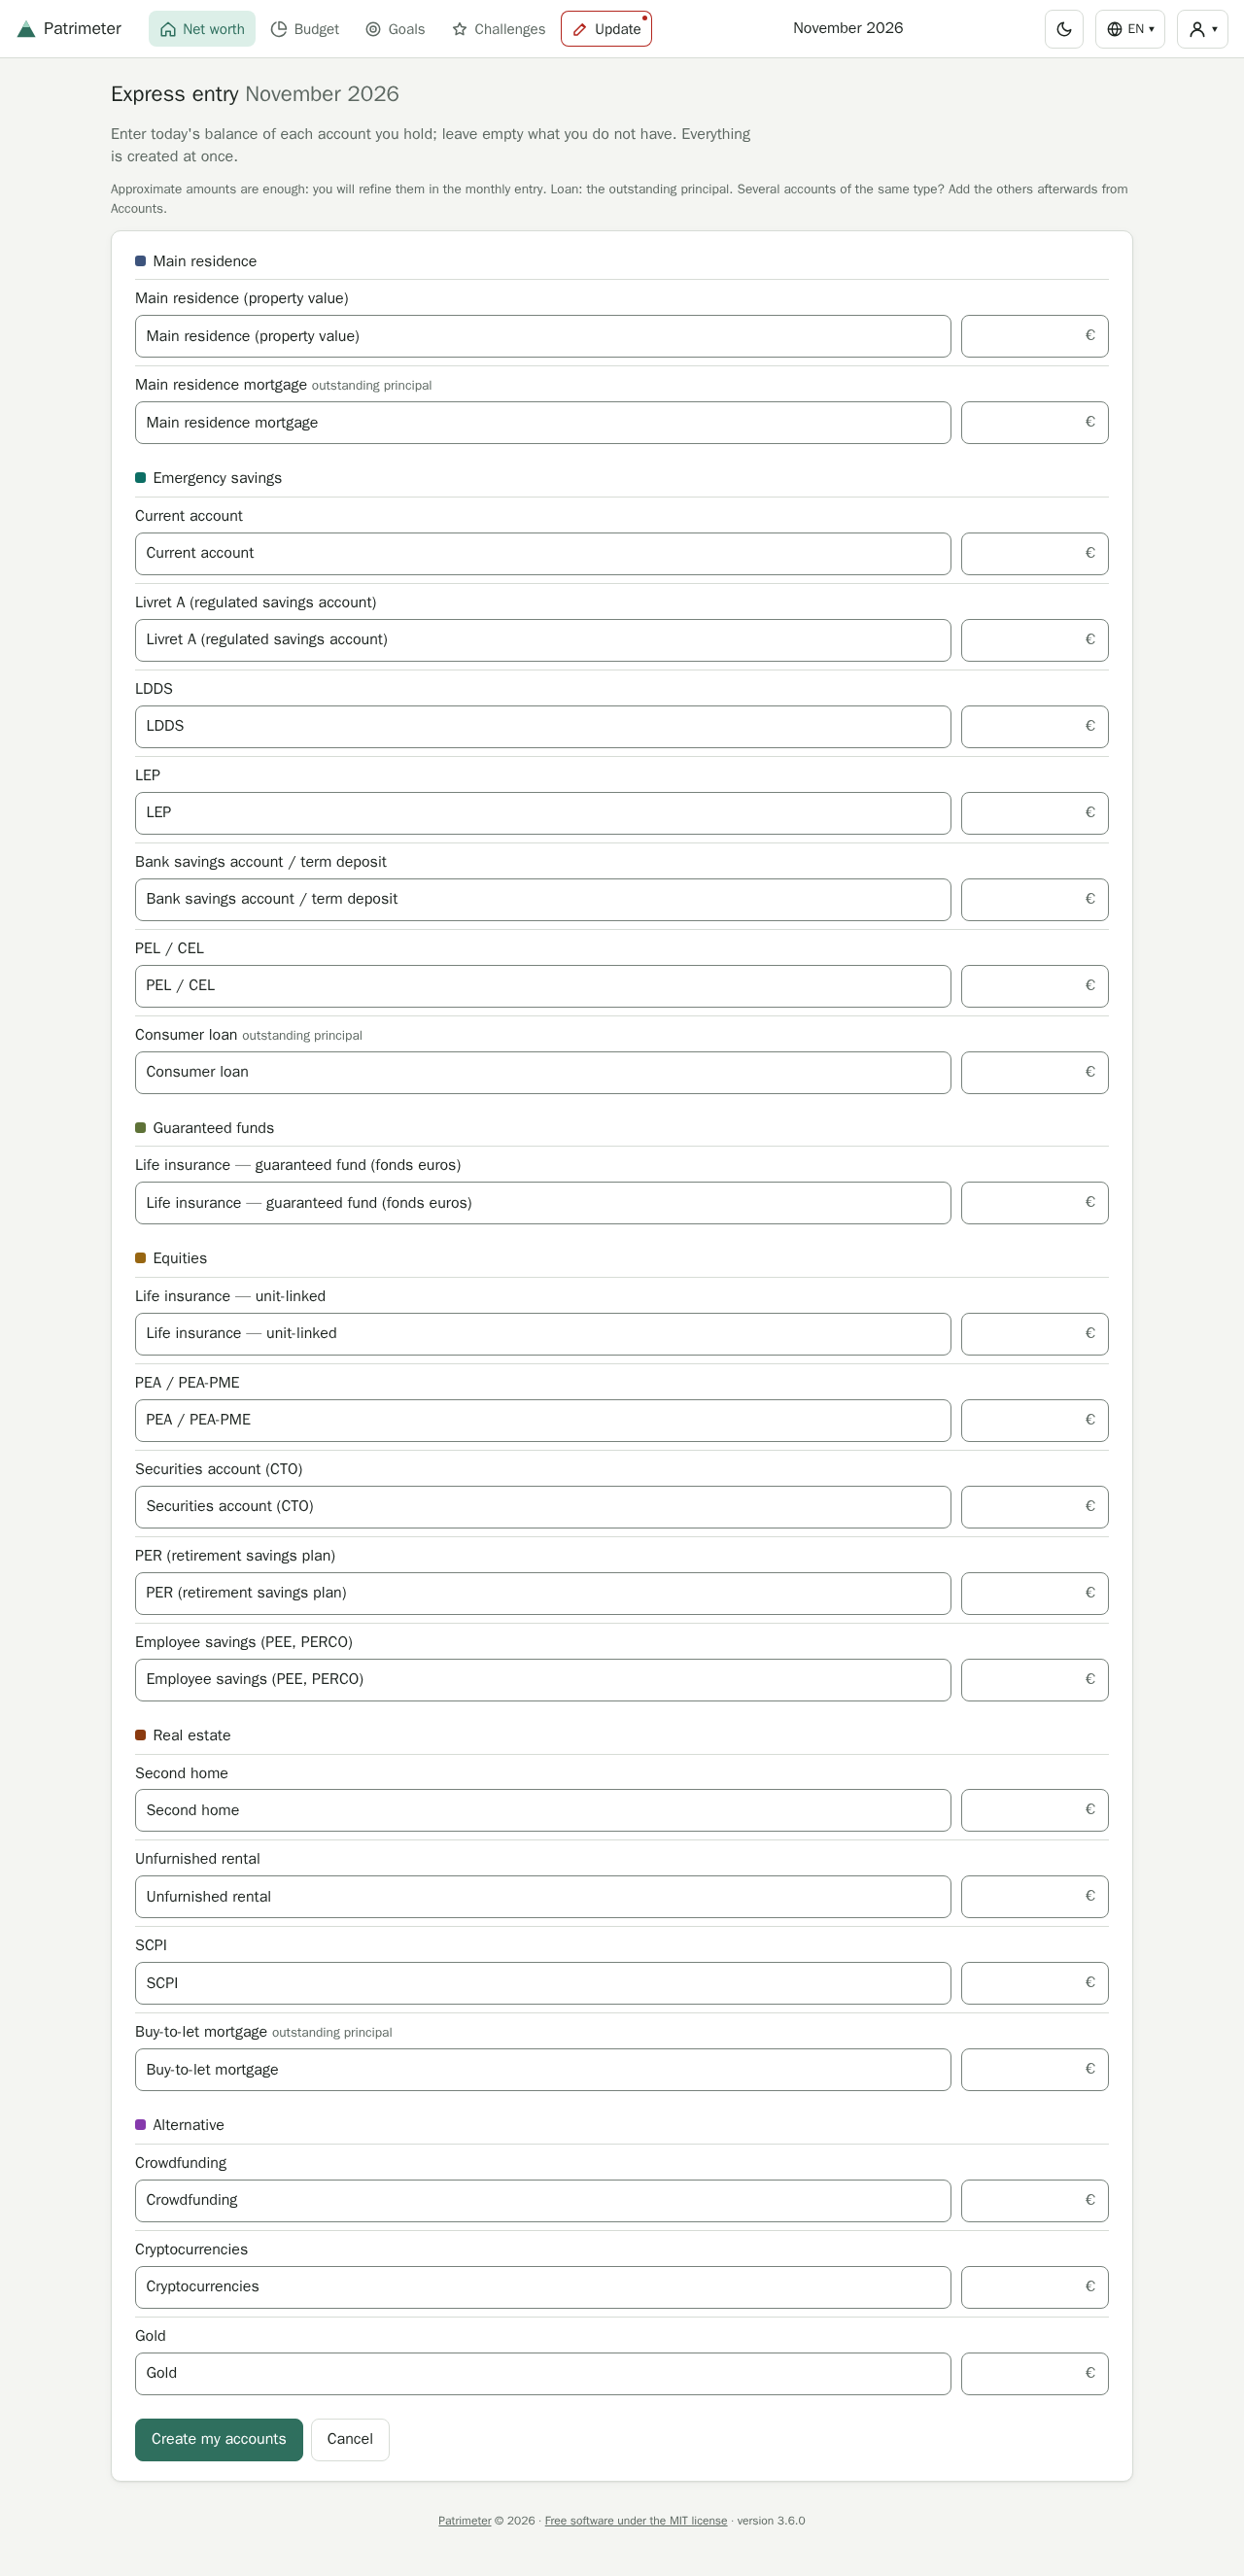 Patrimeter
Net worth
Budget
Goals
Challenges
Update
November 2026
EN
Express entry November 2026
Enter today's balance of each account you hold; leave empty what you do not have. Everything
is created at once.
Approximate amounts are enough: you will refine them in the monthly entry. Loan: the outstanding principal. Several accounts of the same type? Add the others afterwards from
Accounts.
Main residence
Main residence (property value)
Main residence (property value) €
Main residence mortgage outstanding principal
Main residence mortgage €
Emergency savings
Current account
Current account €
Livret A (regulated savings account)
Livret A (regulated savings account) €
LDDS
LDDS €
LEP
LEP €
Bank savings account / term deposit
Bank savings account / term deposit €
PEL / CEL
PEL / CEL €
Consumer loan outstanding principal
Consumer loan €
Guaranteed funds
Life insurance — guaranteed fund (fonds euros)
Life insurance — guaranteed fund (fonds euros) €
Equities
Life insurance — unit-linked
Life insurance — unit-linked €
PEA / PEA-PME
PEA / PEA-PME €
Securities account (CTO)
Securities account (CTO) €
PER (retirement savings plan)
PER (retirement savings plan) €
Employee savings (PEE, PERCO)
Employee savings (PEE, PERCO) €
Real estate
Second home
Second home €
Unfurnished rental
Unfurnished rental €
SCPI
SCPI €
Buy-to-let mortgage outstanding principal
Buy-to-let mortgage €
Alternative
Crowdfunding
Crowdfunding €
Cryptocurrencies
Cryptocurrencies €
Gold
Gold €
Create my accounts
Cancel
Patrimeter © 2026 · Free software under the MIT license · version 3.6.0